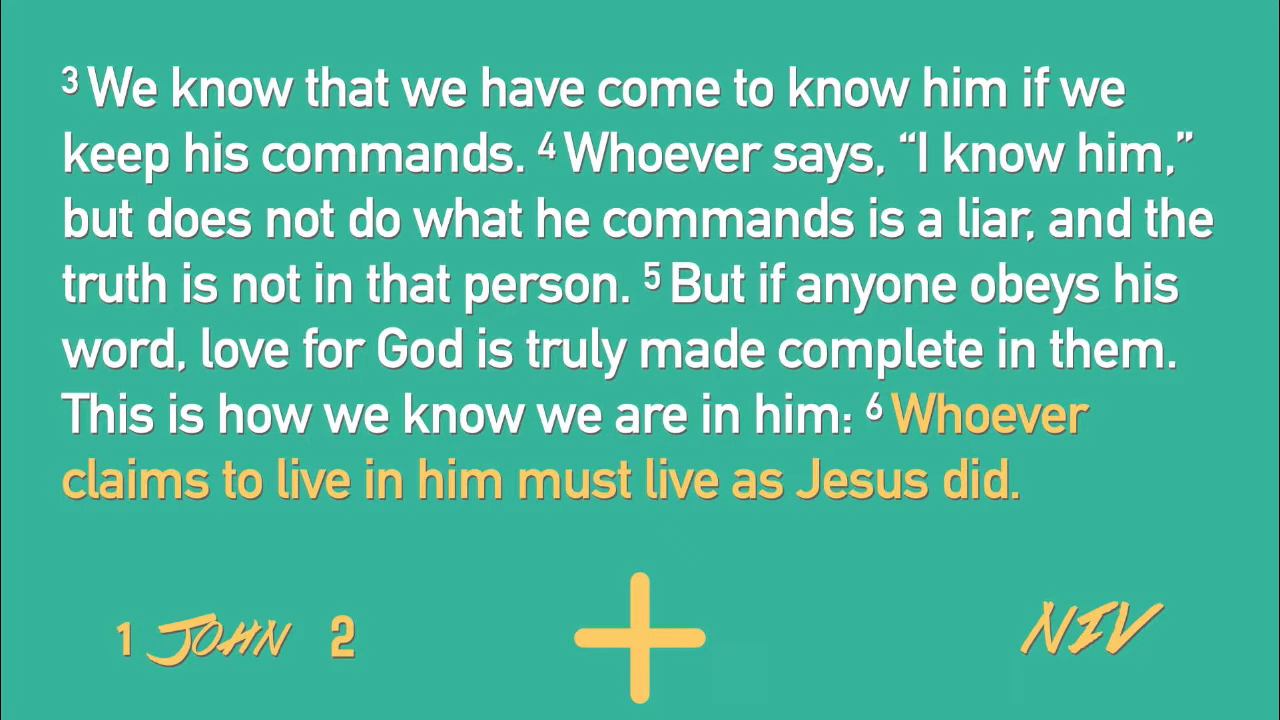 3 We know that we have come to know him if we
keep his commands. 4 Whoever says, “I know him,”
but does not do what he commands is a liar, and the
truth is not in that person. 5 But if anyone obeys his
word, love for God is truly made complete in them.
This is how we know we are in him: 6 Whoever
claims to live in him must live as Jesus did.
1 JOHN 2
NIV